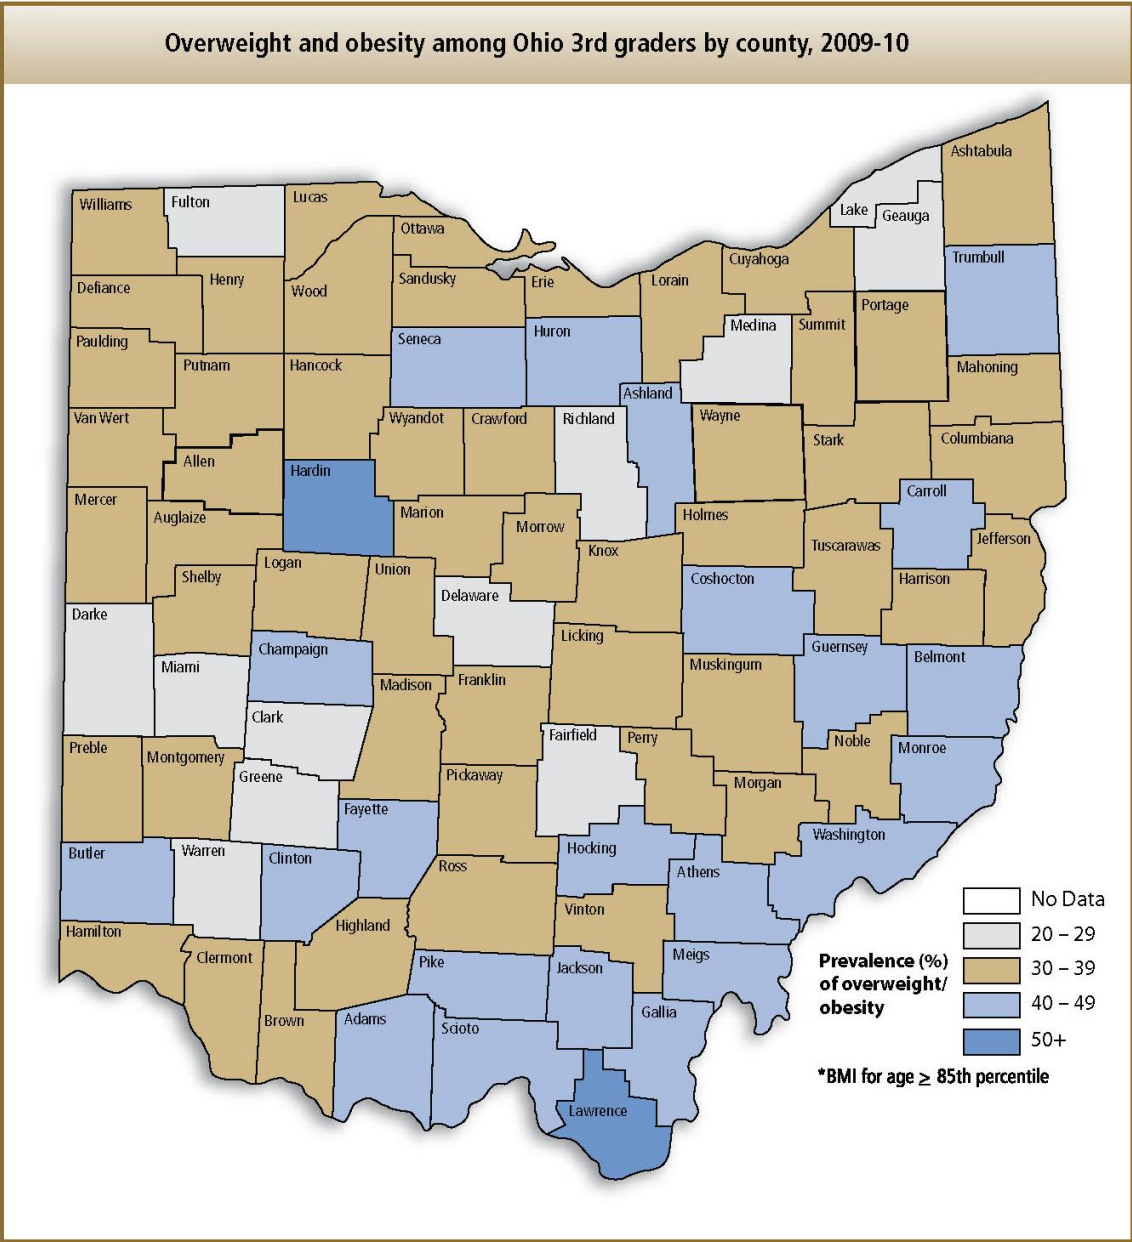 Overweight and obesity among Ohio 3rd graders by county, 2009-10
Ashtabula
Williams
Fulton
Lucas
Lake
Geauga
Ottawa
Cuyahoga
Trumbull
Defiance
Henry
Wood
Sandusky
Erie
Lorain
Portage
Paulding
Seneca
Huron
Medina
Summit
Putnam
Hancock
Mahoning
Ashland
Van Wert
Wyandot
Crawford
Richland
Wayne
Stark
Columbiana
Allen
Hardin
Carroll
Mercer
Auglaize
Marion
Morrow
Holmes
Tuscarawas
Jefferson
Knox
Logan
Union
Shelby
Coshocton
Harrison
Delaware
Darke
Licking
Champaign
Guernsey
Belmont
Miami
Muskingum
Madison
Franklin
Clark
Fairfield
Perry
Noble
Monroe
Preble
Montgomery
Greene
Pickaway
Morgan
Fayette
Washington
Butler
Warren
Clinton
Hocking
Ross
Athens
Vinton
Hamilton
Highland
Clermont
Pike
Jackson
Meigs
Gallia
Brown
Adams
Scioto
Lawrence
Prevalence (%)
of overweight/
obesity
No Data
20 – 29
30 – 39
40 – 49
50+
*BMI for age ≥ 85th percentile